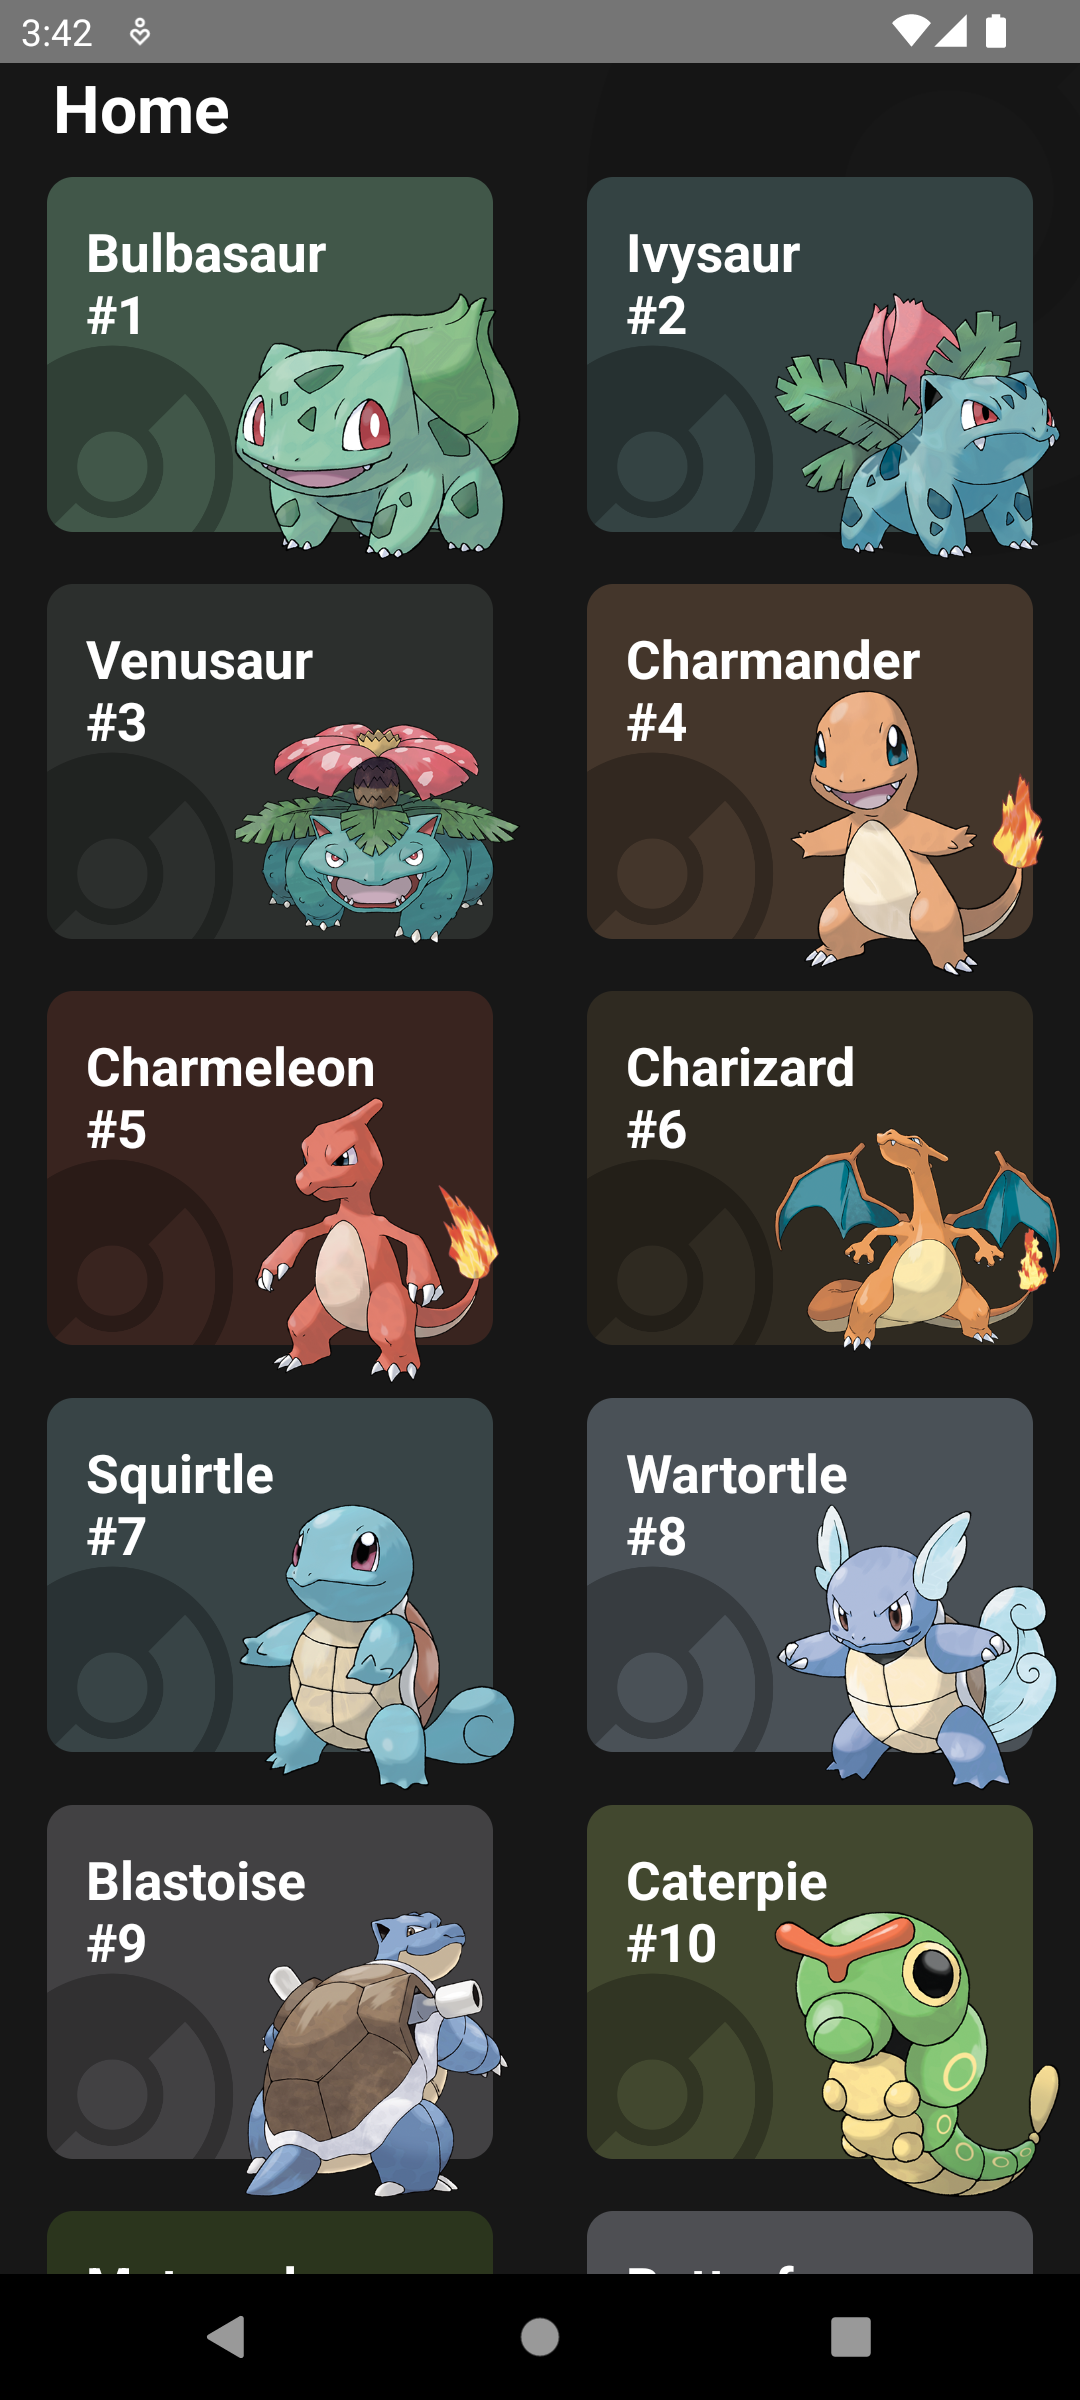 3:42
Home
Bulbasaur
#1
Ivysaur
#2
Venusaur
#3
Charmander
#4
Charmeleon
#5
Charizard
#6
Squirtle
#7
Wartortle
#8
Blastoise
#9
Caterpie
#10